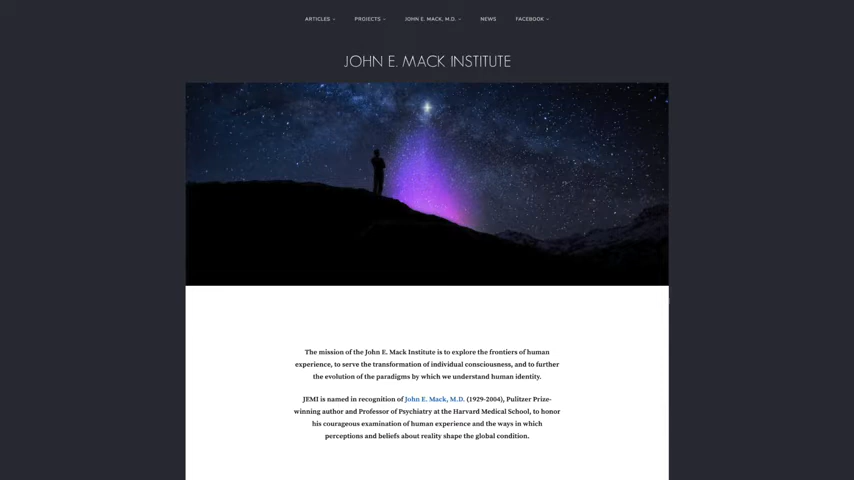 ARTICLES
PROJECTS
JOHN E. MACK, M.D.
NEWS
FACEBOOK
JOHN E. MACK INSTITUTE
The mission of the John E. Mack Institute is to explore the frontiers of human
experience, to serve the transformation of individual consciousness, and to further
the evolution of the paradigms by which we understand human identity.
JEMI is named in recognition of John E. Mack, M.D. (1929-2004), Pulitzer Prize-
winning author and Professor of Psychiatry at the Harvard Medical School, to honor
his courageous examination of human experience and the ways in which
perceptions and beliefs about reality shape the global condition.